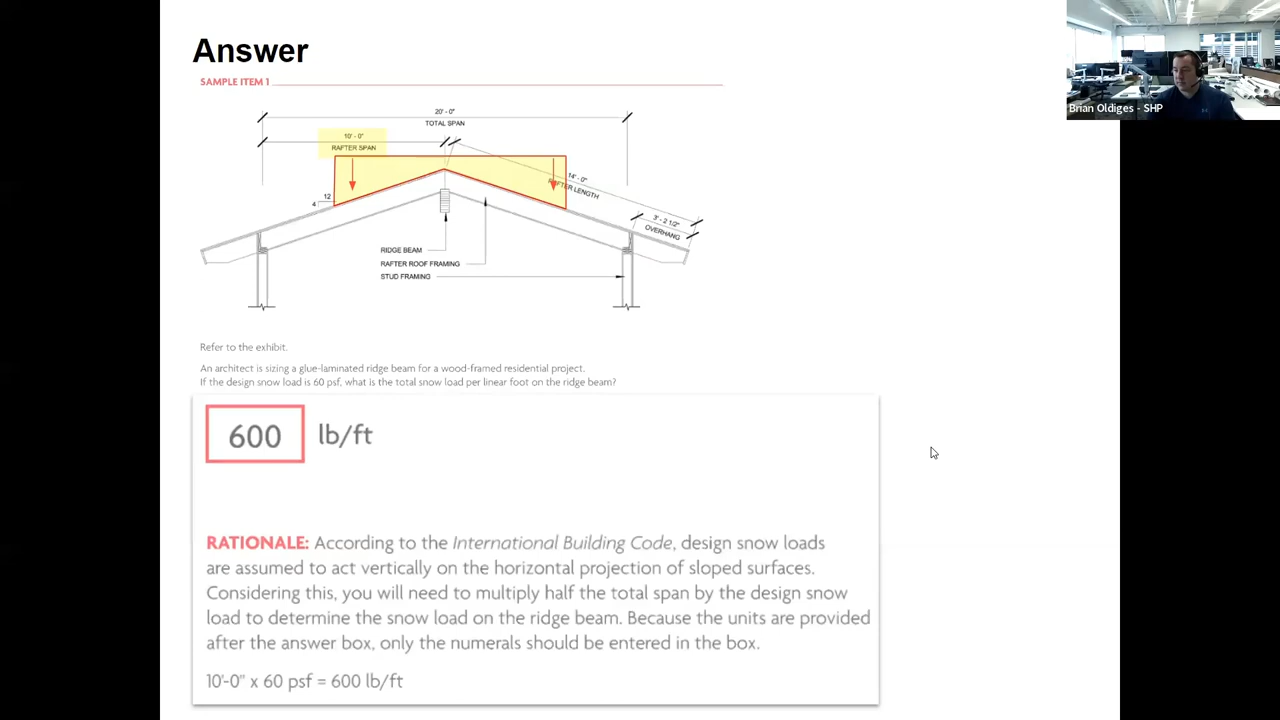 Answer
SAMPLE ITEM 1
20' - 0"
TOTAL SPAN
10' - 0"
RAFTER SPAN
14' - 0"
RAFTER LENGTH
12
4
3' - 2 1/2"
OVERHANG
RIDGE BEAM
RAFTER ROOF FRAMING
STUD FRAMING
Brian Oldiges - SHP
Refer to the exhibit.
An architect is sizing a glue-laminated ridge beam for a wood-framed residential project.
If the design snow load is 60 psf, what is the total snow load per linear foot on the ridge beam?
600 lb/ft
RATIONALE: According to the International Building Code, design snow loads
are assumed to act vertically on the horizontal projection of sloped surfaces.
Considering this, you will need to multiply half the total span by the design snow
load to determine the snow load on the ridge beam. Because the units are provided
after the answer box, only the numerals should be entered in the box.
10'-0" x 60 psf = 600 lb/ft